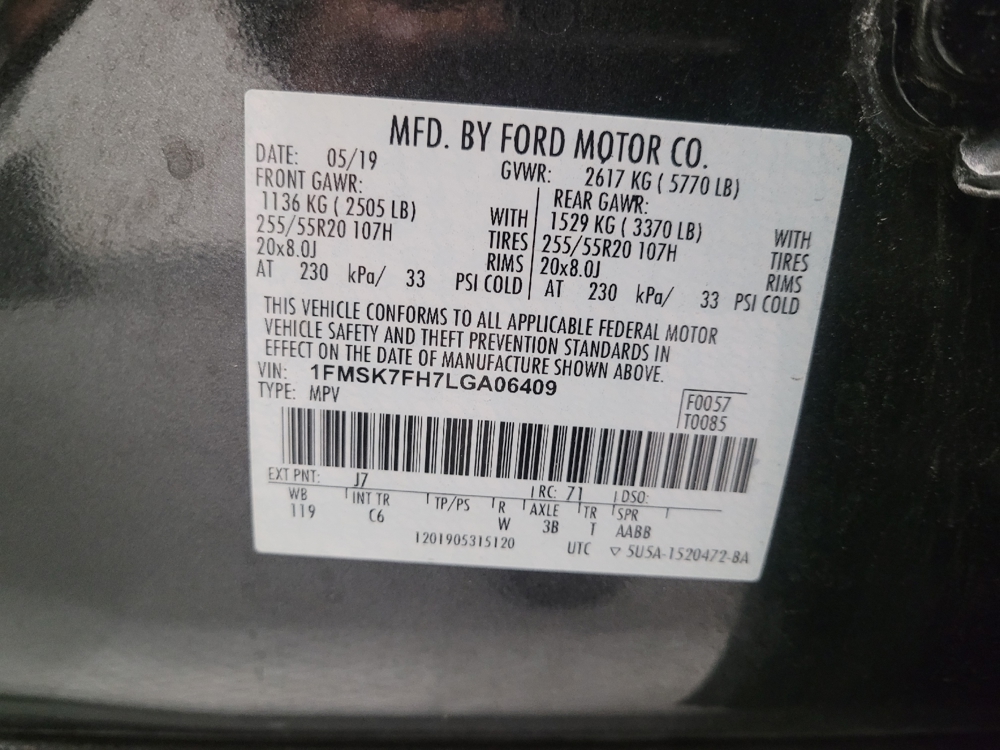 MFD. BY FORD MOTOR CO.
DATE: 05/19 GVWR: 2617 KG ( 5770 LB)
FRONT GAWR: REAR GAWR:
1136 KG ( 2505 LB) WITH 1529 KG ( 3370 LB) WITH
255/55R20 107H TIRES 255/55R20 107H TIRES
20x8.0J RIMS 20x8.0J RIMS
AT 230 kPa/ 33 PSI COLD AT 230 kPa/ 33 PSI COLD
THIS VEHICLE CONFORMS TO ALL APPLICABLE FEDERAL MOTOR
VEHICLE SAFETY AND THEFT PREVENTION STANDARDS IN
EFFECT ON THE DATE OF MANUFACTURE SHOWN ABOVE.
VIN: 1FMSK7FH7LGA06409
TYPE: MPV F0057
T0085
EXT PNT: J7 RC: 71 DSO:
WB INT TR TP/PS R AXLE TR SPR
119 C6 W 3B T AABB
1201905315120 UTC ▽ 5U5A-1520472-BA